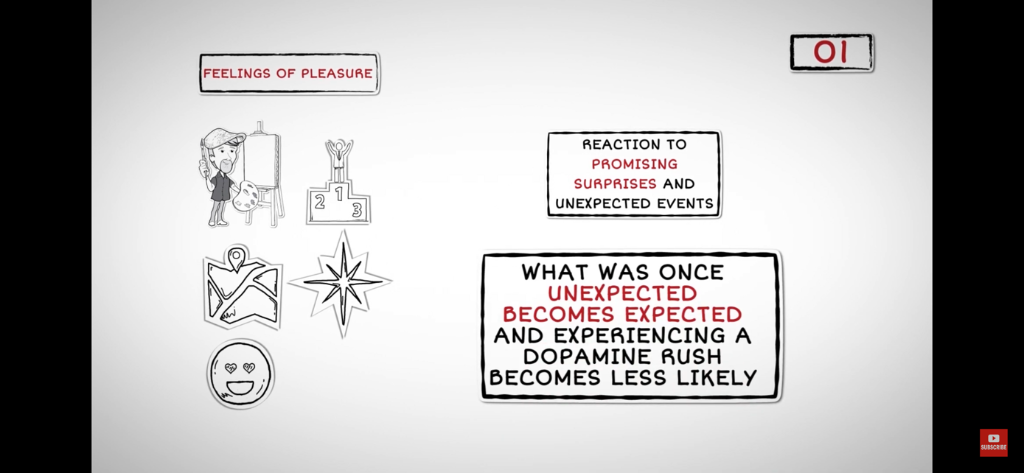 FEELINGS OF PLEASURE
01
1
2
3
REACTION TO
PROMISING
SURPRISES AND
UNEXPECTED EVENTS
WHAT WAS ONCE
UNEXPECTED
BECOMES EXPECTED
AND EXPERIENCING A
DOPAMINE RUSH
BECOMES LESS LIKELY
SUBSCRIBE